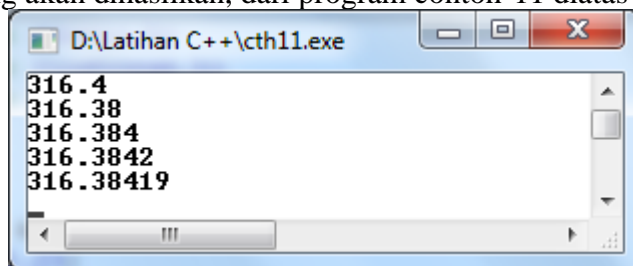 akan dihasilkan, dari program contoh-11 diatas
D:\Latihan C++\cth11.exe
316.4
316.38
316.384
316.3842
316.38419